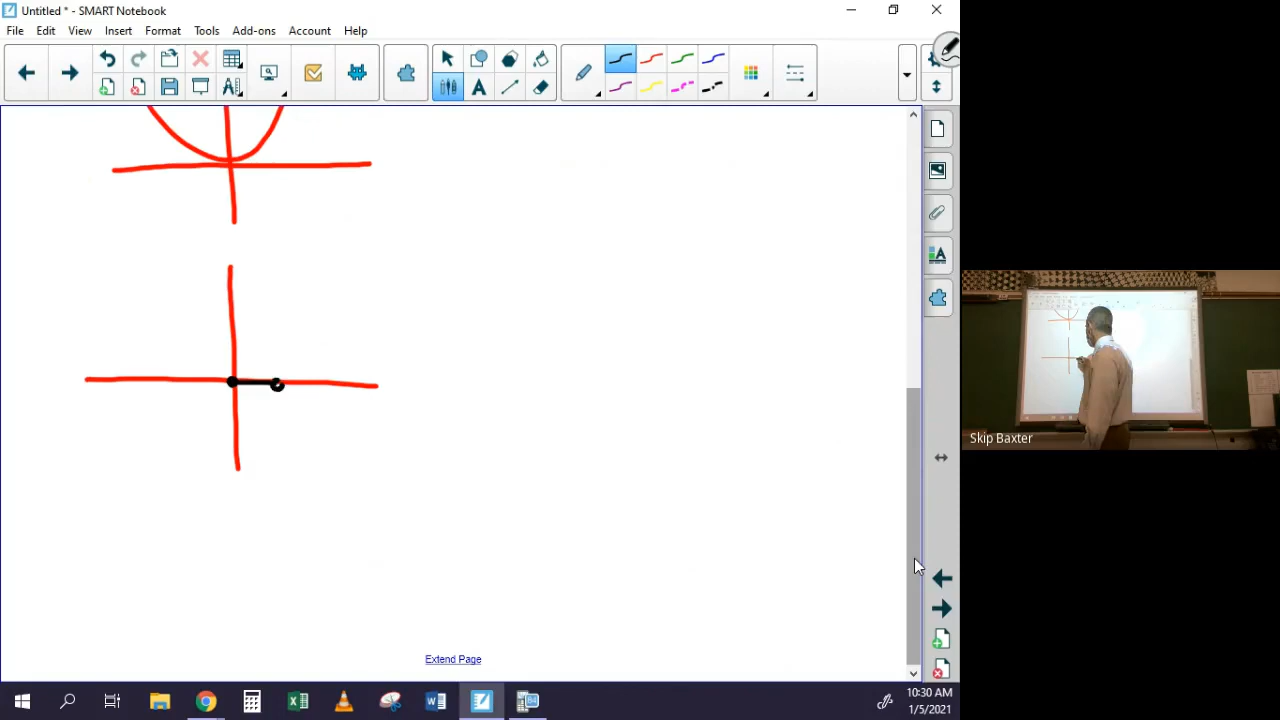 Untitled * - SMART Notebook
File Edit View Insert Format Tools Add-ons Account Help
Skip Baxter
Extend Page
10:30 AM
1/5/2021